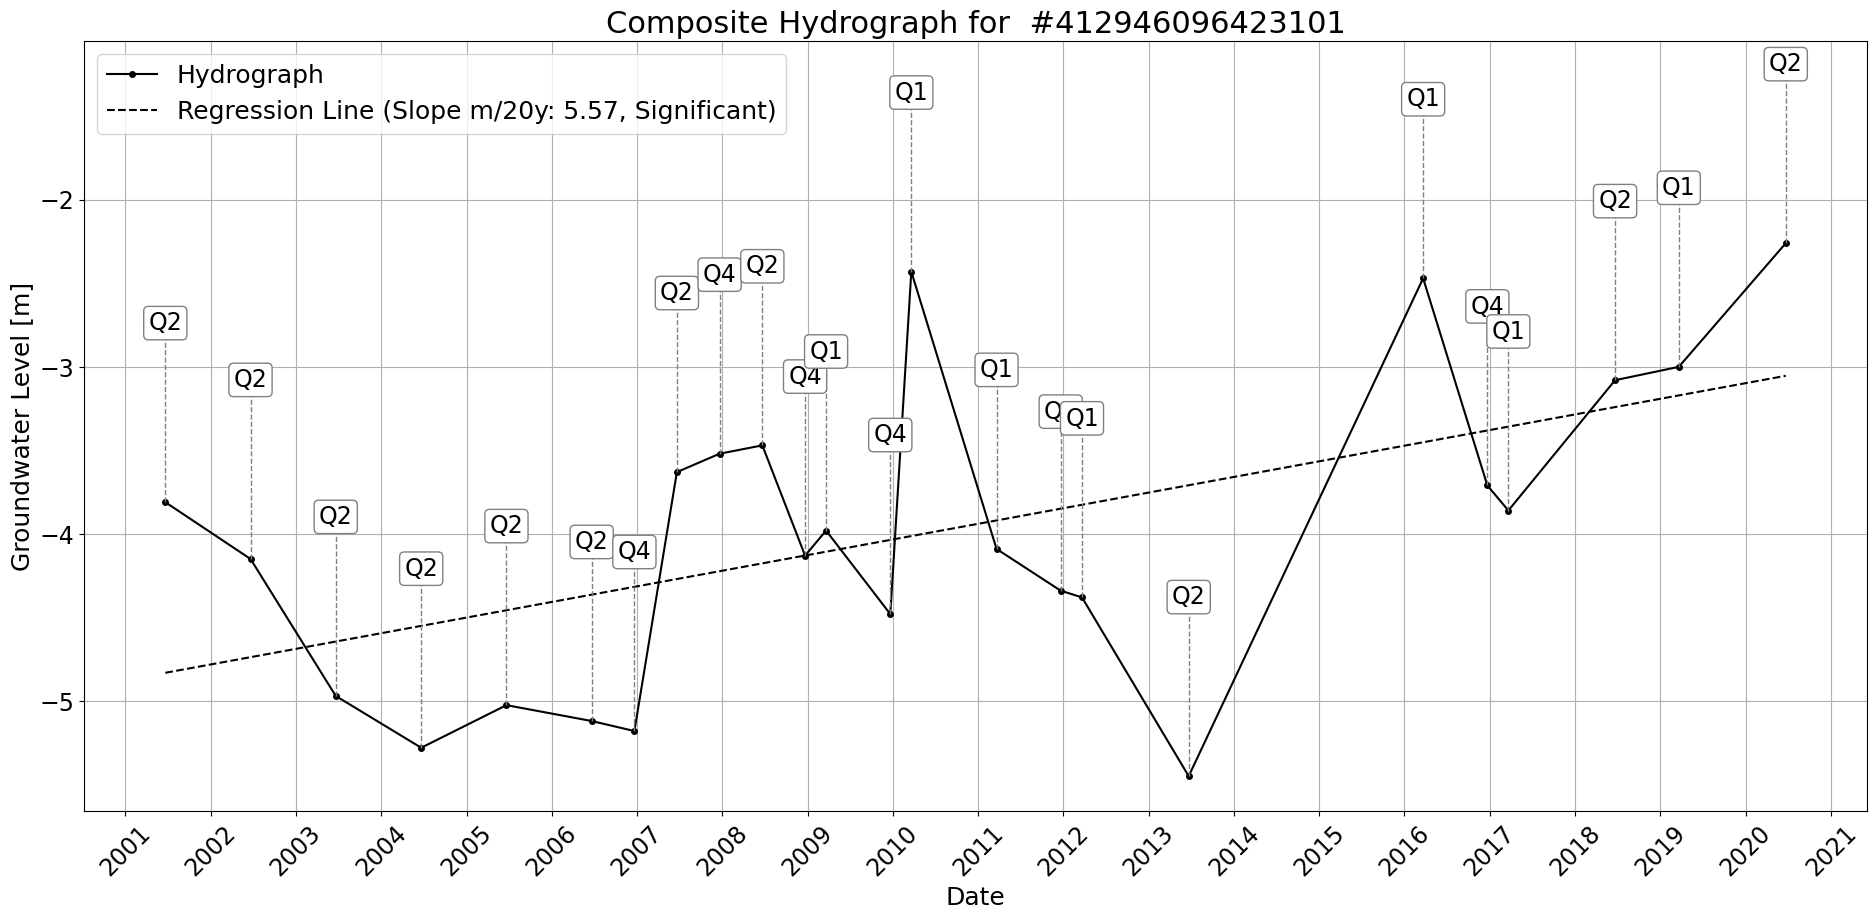 Composite Hydrograph for  #412946096423101
Hydrograph
Regression Line (Slope m/20y: 5.57, Significant)
Groundwater Level [m]
−2
−3
−4
−5
Q2
Q2
Q2
Q2
Q2
Q2
Q4
Q2
Q4
Q2
Q4
Q1
Q4
Q1
Q1
Q1
Q2
Q1
Q4
Q1
Q2
Q1
Q2
2001
2002
2003
2004
2005
2006
2007
2008
2009
2010
2011
2012
2013
2014
2015
2016
2017
2018
2019
2020
2021
Date